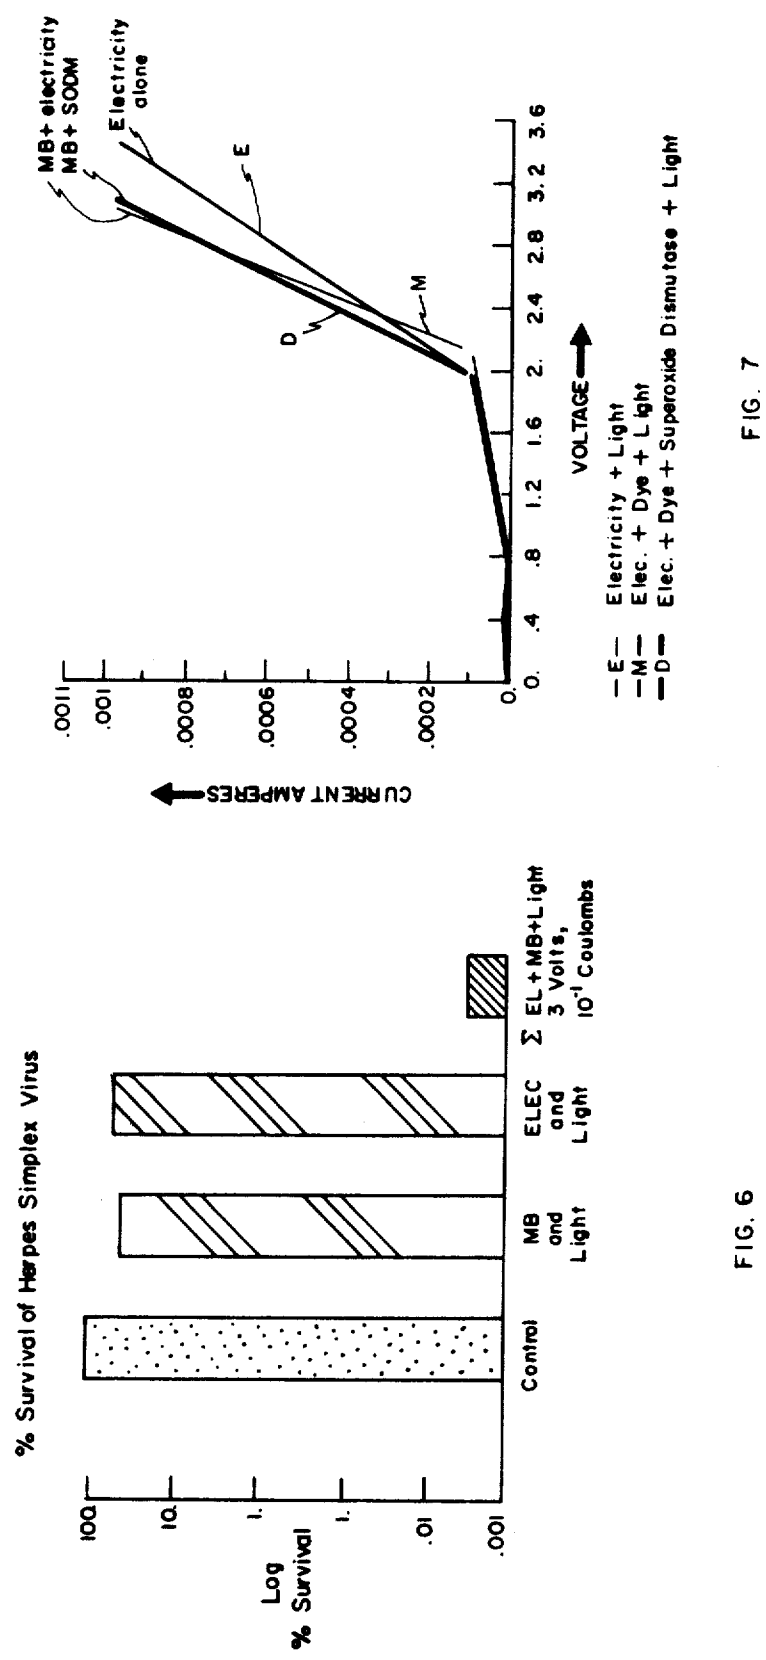 % Survival of Herpes Simplex Virus
Log
% Survival
100.
10.
1.
1.
.01
.001
Control
MB
and
Light
ELEC
and
Light
Σ EL+MB+Light
3 Volts,
10⁻¹ Coulombs
FIG. 6
MB+ electricity
MB+ SODM
Electricity
alone
E
D
M
CURRENT AMPERES
.0011
.001
.0008
.0006
.0004
.0002
0.
0.
.4
.8
1.2
1.6
2.
2.4
2.8
3.2
3.6
VOLTAGE
—E— Electricity + Light
—M— Elec. + Dye + Light
—D— Elec. + Dye + Superoxide Dismutase + Light
FIG. 7